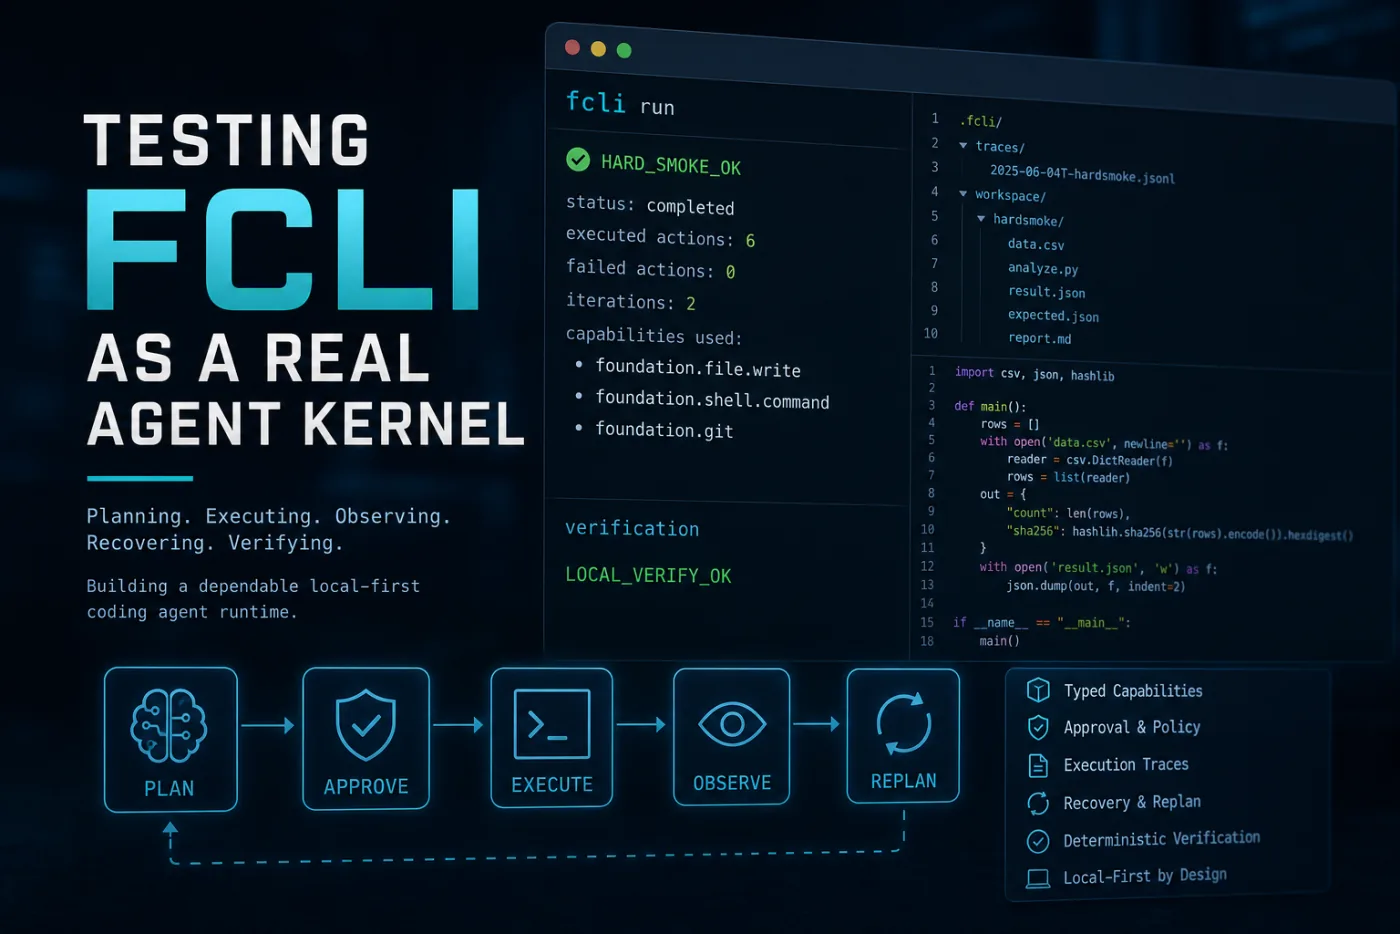 TESTING
FCLI
AS A REAL
AGENT KERNEL
Planning. Executing. Observing.
Recovering. Verifying.
Building a dependable local-first
coding agent runtime.
fcli run
HARD_SMOKE_OK
status: completed
executed actions: 6
failed actions: 0
iterations: 2
capabilities used:
• foundation.file.write
• foundation.shell.command
• foundation.git
verification
LOCAL_VERIFY_OK
1 .fcli/
2 traces/
3 2025-06-04T-hardsmoke.jsonl
4 workspace/
5 hardsmoke/
6 data.csv
7 analyze.py
8 result.json
9 expected.json
10 report.md
1 import csv, json, hashlib
2
3 def main():
4 rows = []
5 with open('data.csv', newline='') as f:
6 reader = csv.DictReader(f)
7 rows = list(reader)
8 out = {
9 "count": len(rows),
10 "sha256": hashlib.sha256(str(rows).encode()).hexdigest()
11 }
12 with open('result.json', 'w') as f:
13 json.dump(out, f, indent=2)
14
15 if __name__ == "__main__":
18 main()
PLAN
APPROVE
EXECUTE
OBSERVE
REPLAN
Typed Capabilities
Approval & Policy
Execution Traces
Recovery & Replan
Deterministic Verification
Local-First by Design